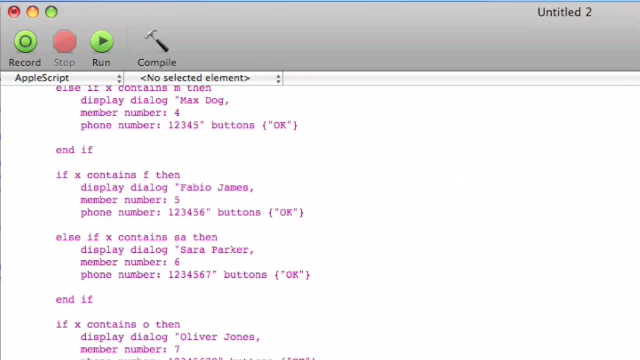 Untitled 2
Record Stop Run Compile
AppleScript <No selected element>
else if x contains m then
display dialog "Max Dog,
member number: 4
phone number: 12345" buttons {"OK"}
end if
if x contains f then
display dialog "Fabio James,
member number: 5
phone number: 123456" buttons {"OK"}
else if x contains sa then
display dialog "Sara Parker,
member number: 6
phone number: 1234567" buttons {"OK"}
end if
if x contains o then
display dialog "Oliver Jones,
member number: 7